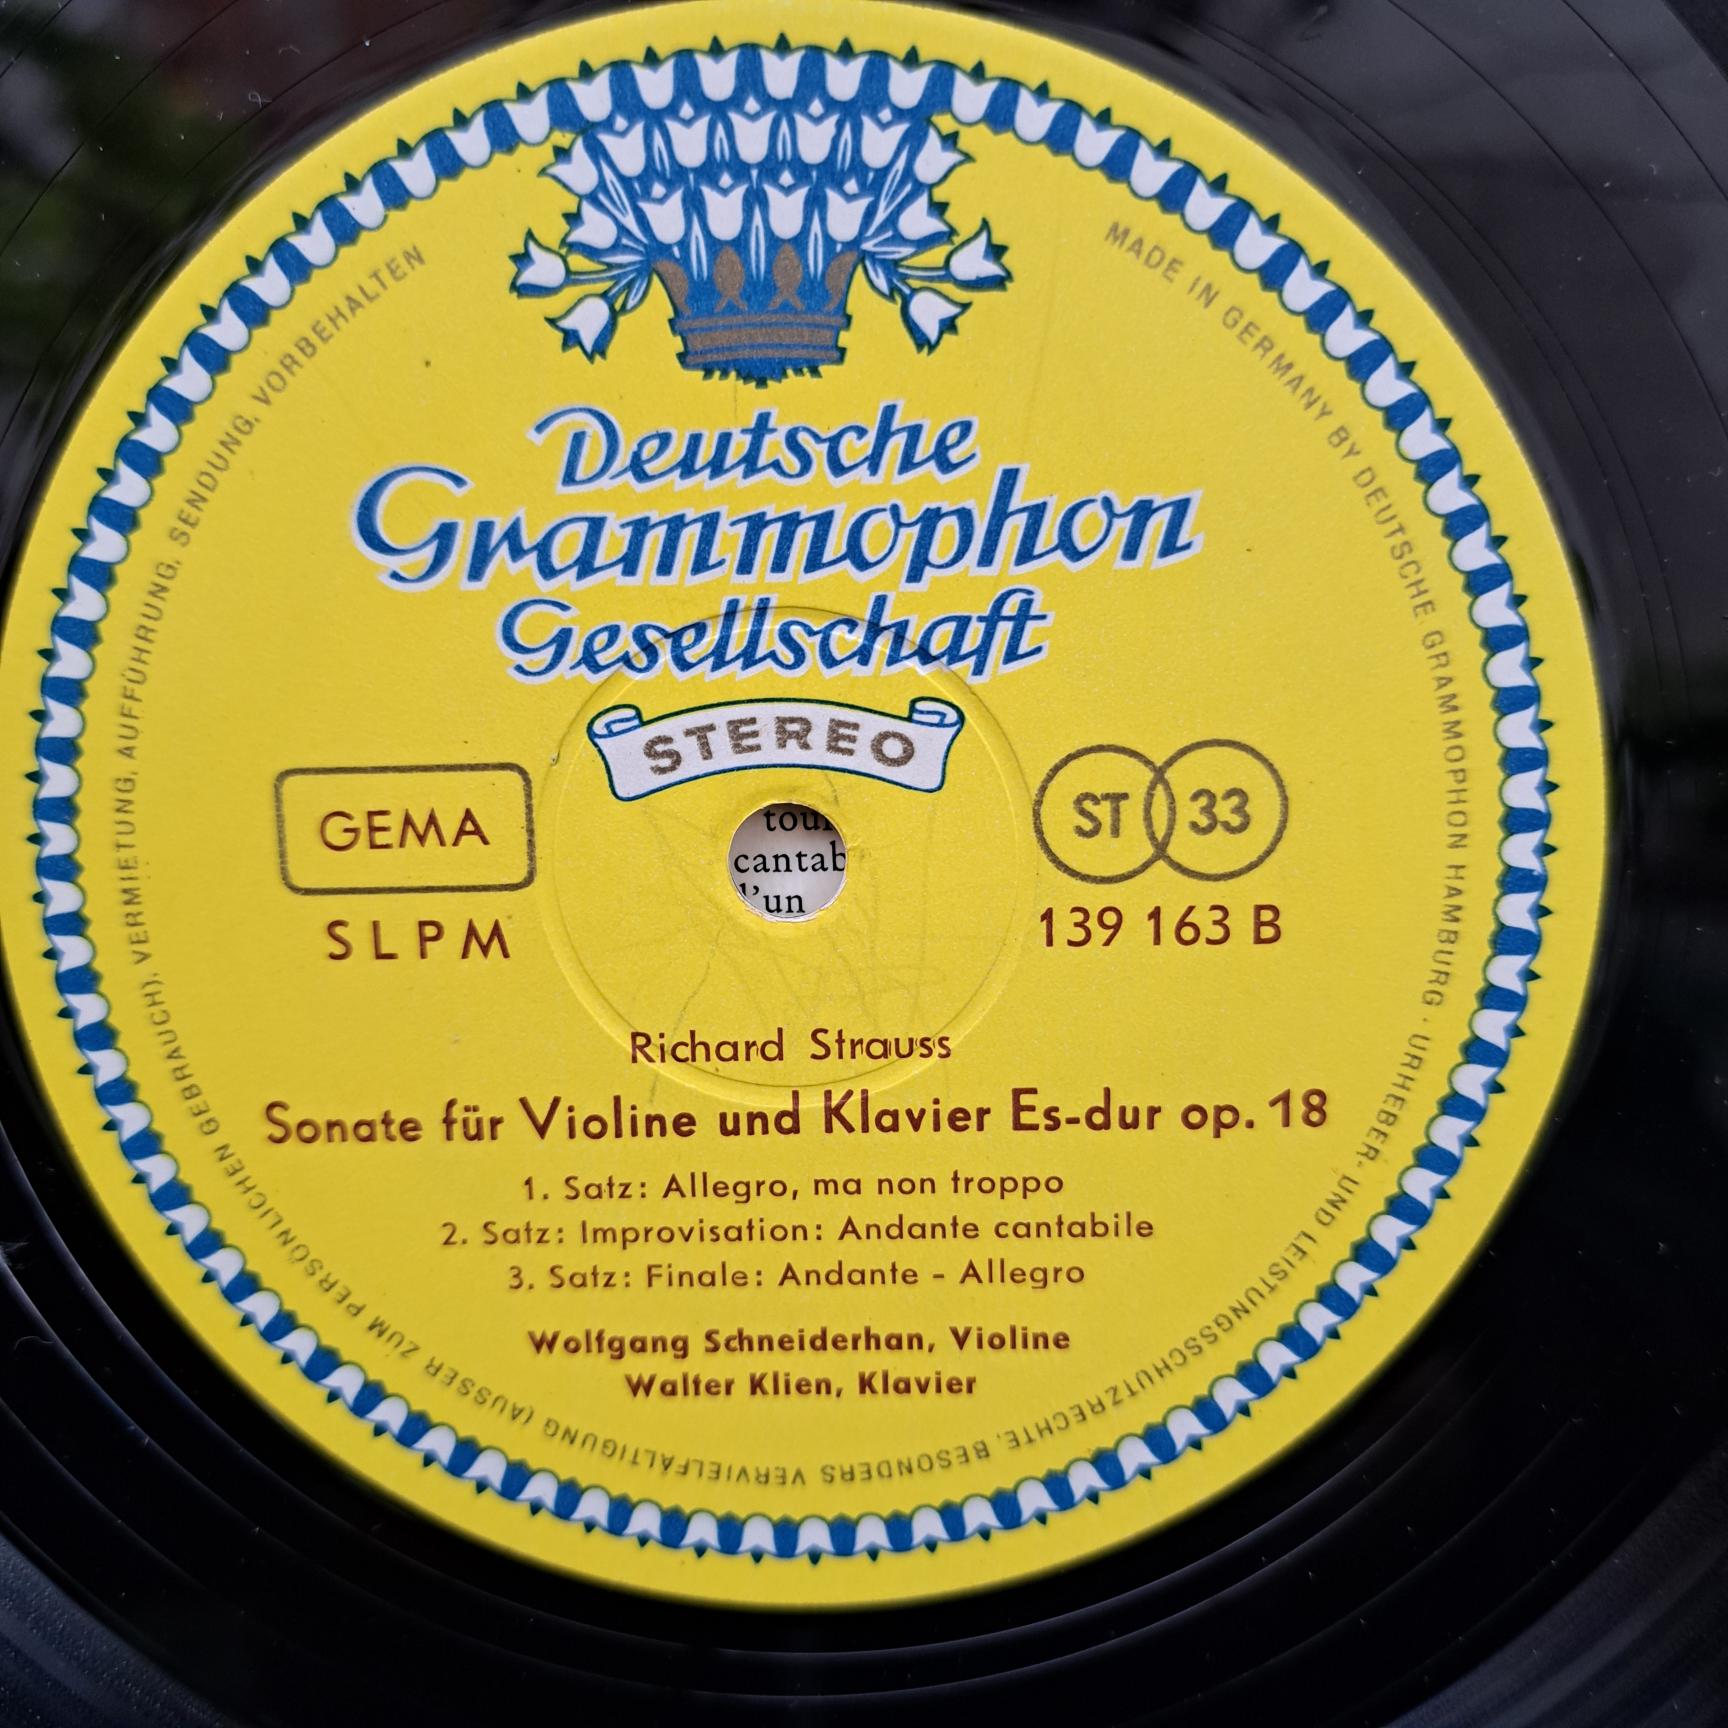 Deutsche
Grammophon
Gesellschaft
STEREO
GEMA
ST 33
SLPM
139 163 B
tour
cantab
l'un
Richard Strauss
Sonate für Violine und Klavier Es-dur op. 18
1. Satz: Allegro, ma non troppo
2. Satz: Improvisation: Andante cantabile
3. Satz: Finale: Andante - Allegro
Wolfgang Schneiderhan, Violine
Walter Klien, Klavier
MADE IN GERMANY BY DEUTSCHE GRAMMOPHON HAMBURG · URHEBER- UND LEISTUNGSSCHUTZRECHTE, BESONDERS VERVIELFÄLTIGUNG (AUSSER ZUM PERSÖNLICHEN GEBRAUCH), VERMIETUNG, AUFFÜHRUNG, SENDUNG, VORBEHALTEN